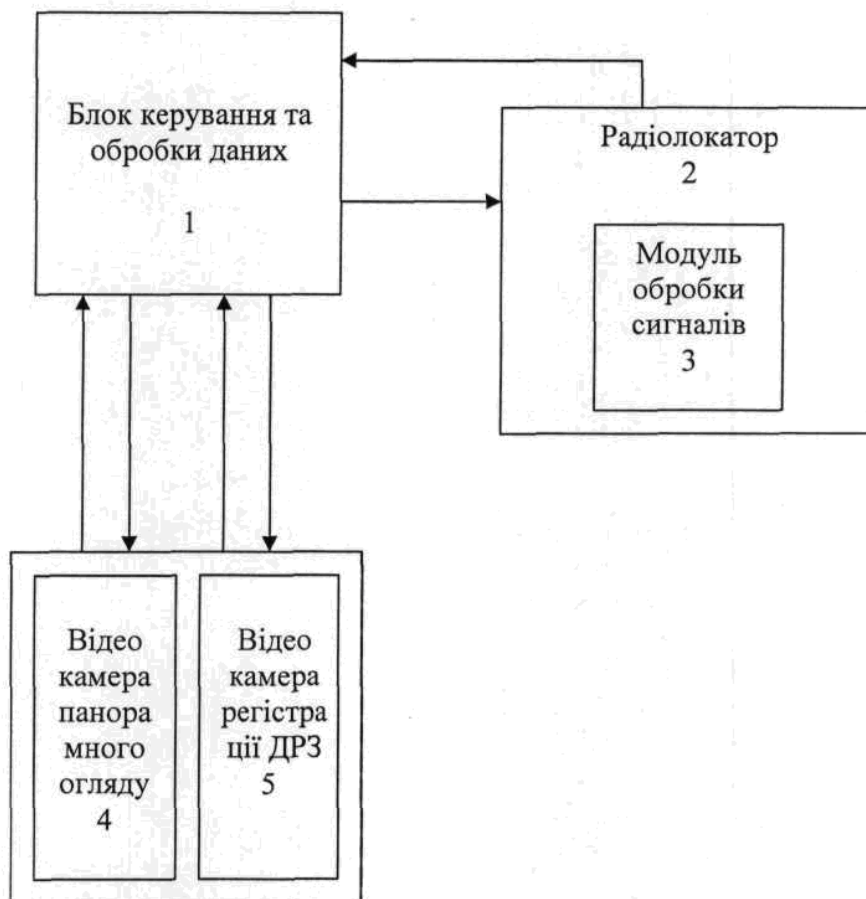 Блок керування та
обробки даних
1
Радіолокатор
2
Модуль
обробки
сигналів
3
Відео
камера
панора
много
огляду
4
Відео
камера
регістра
ції ДРЗ
5